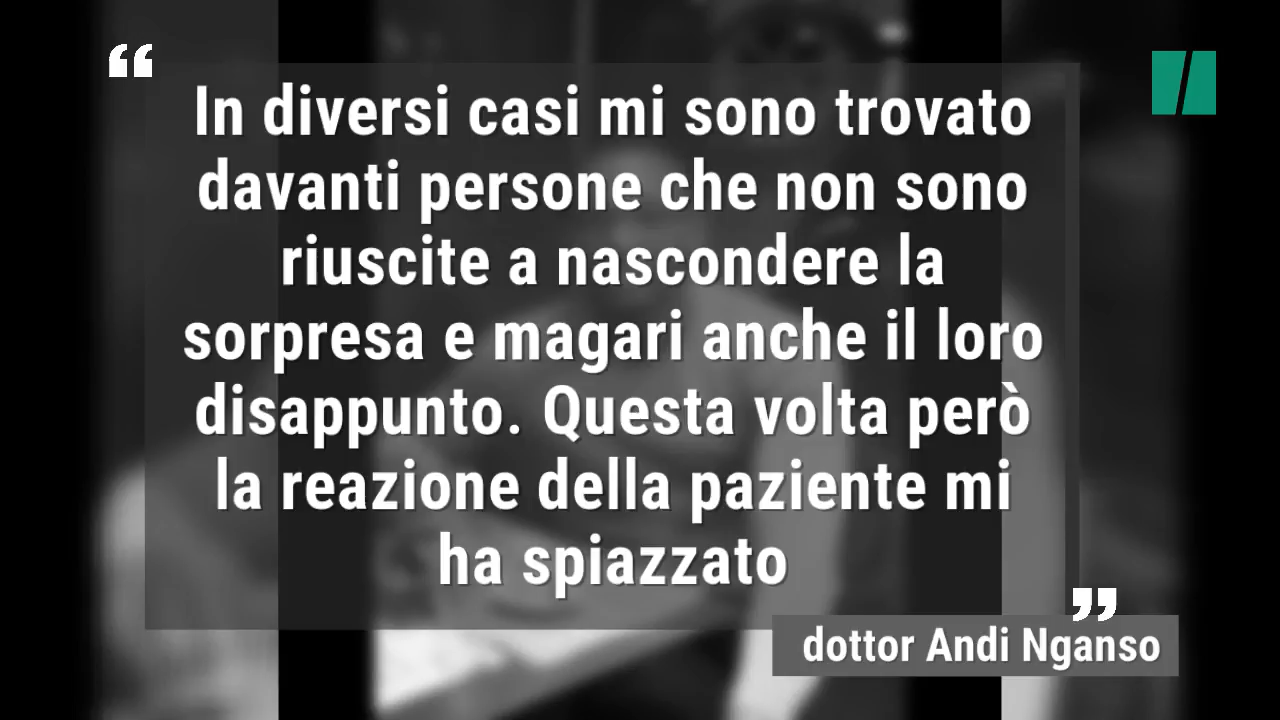 “
In diversi casi mi sono trovato
davanti persone che non sono
riuscite a nascondere la
sorpresa e magari anche il loro
disappunto. Questa volta però
la reazione della paziente mi
ha spiazzato
”
dottor Andi Nganso